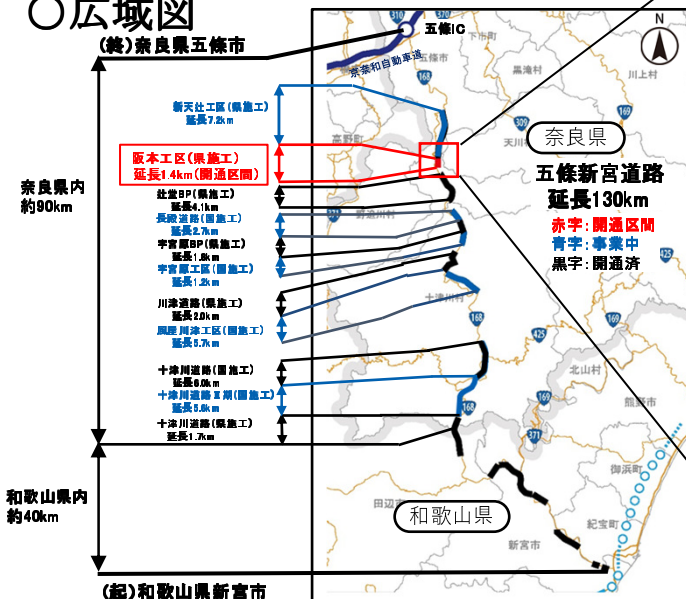 〇広域図
(終)奈良県五條市
新天辻工区(県施工)
延長7.2km
阪本工区(県施工)
延長1.4km(開通区間)
奈良県内
約90km
辻堂BP(県施工)
延長4.1km
長殿道路(国施工)
延長2.7km
宇宮原BP(県施工)
延長1.6km
宇宮原工区(国施工)
延長1.2km
川津道路(県施工)
延長2.0km
風屋川津工区(国施工)
延長5.7km
十津川道路(国施工)
延長6.0km
十津川道路Ⅱ期(国施工)
延長5.6km
十津川道路(県施工)
延長1.7km
和歌山県内
約40km
(起)和歌山県新宮市
310
370
五條IC
下市町
N
京奈和自動車道
五條市
168
黒滝村
川上村
169
309
高野町
天川村
奈良県
五條新宮道路
延長130km
赤字:開通区間
青字:事業中
黒字:開通済
野迫川村
425
十津川村
168
169
425
北山村
169
168
熊野市
371
御浜町
田辺市
和歌山県
紀宝町
新宮市